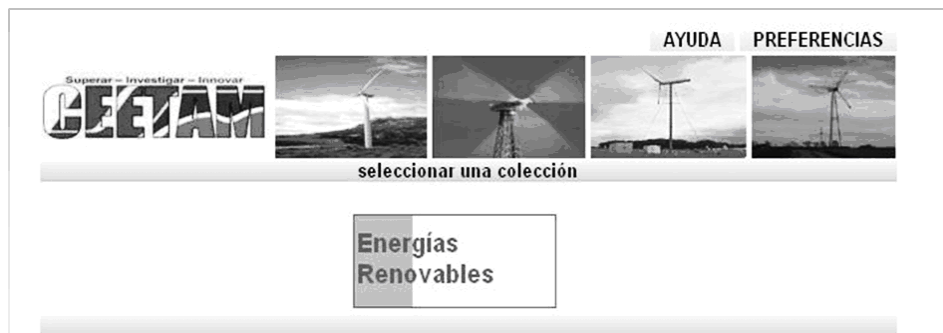 AYUDA PREFERENCIAS
Superar – Investigar – Innovar
CEETAM
seleccionar una colección
Energías
Renovables